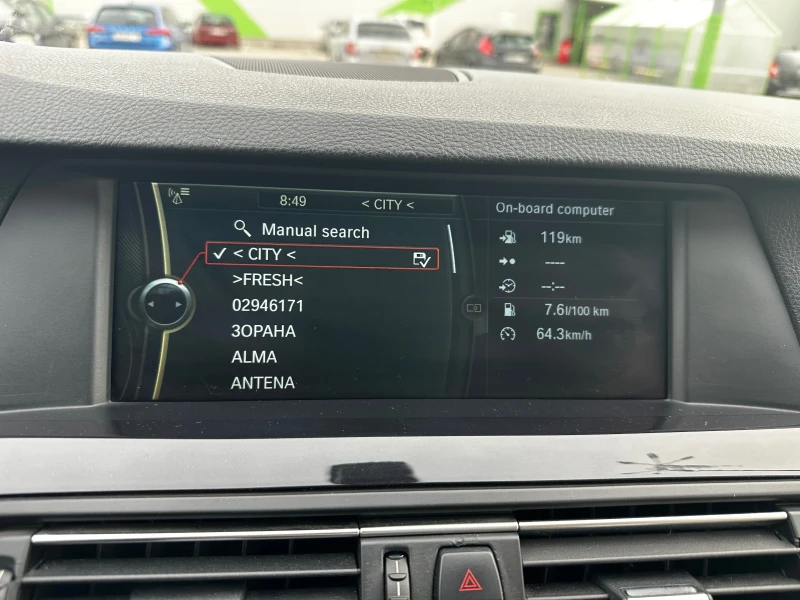 8:49 < CITY <
Manual search
< CITY <
>FRESH<
02946171
ЗОРАНА
ALMA
ANTENA
On-board computer
119km
----
--:--
7.6l/100 km
64.3km/h